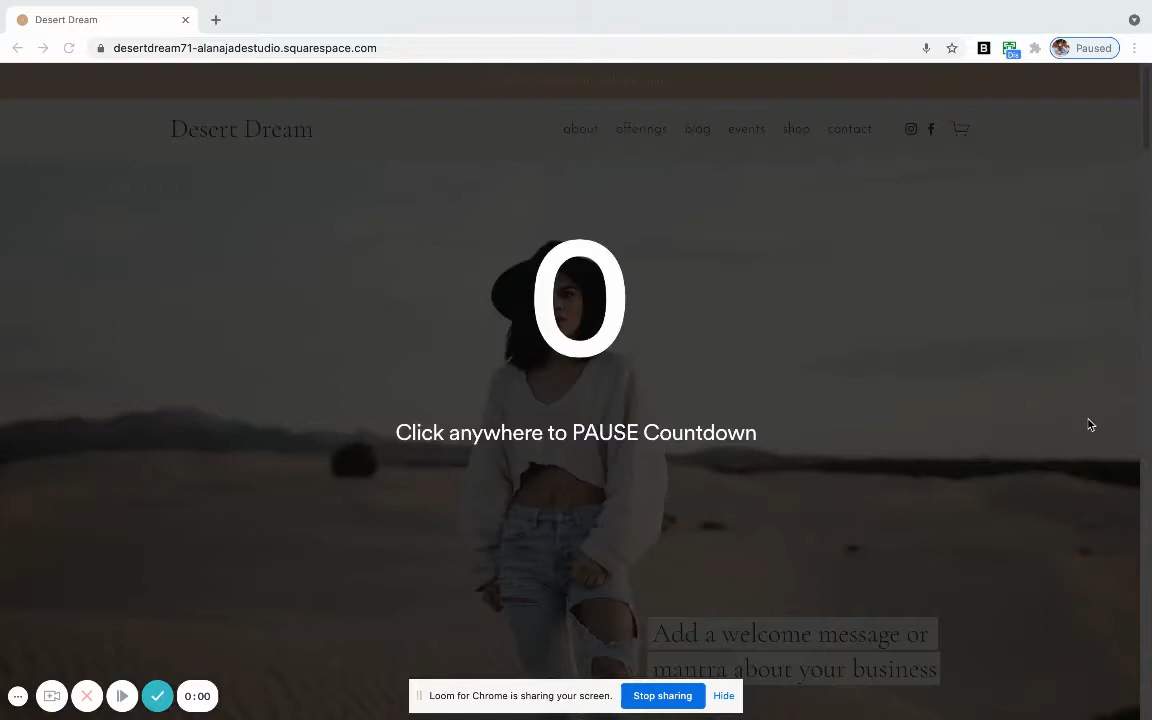 Desert Dream
desertdream71-alanajadestudio.squarespace.com
B
Dis
Paused
Desert Dream
about offerings blog events shop contact
0
Click anywhere to PAUSE Countdown
Add a welcome message or
mantra about your business
0:00
Loom for Chrome is sharing your screen. Stop sharing Hide